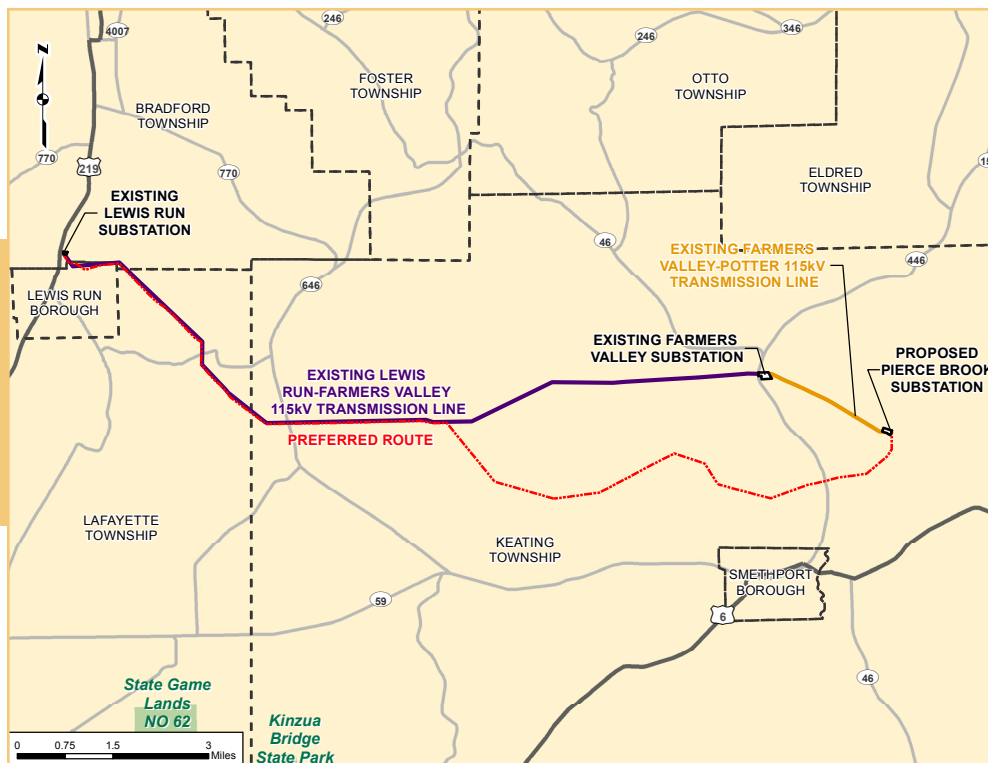 246
346
4007
246
FOSTER
TOWNSHIP
OTTO
TOWNSHIP
BRADFORD
TOWNSHIP
N
770
219
770
15
ELDRED
TOWNSHIP
EXISTING
LEWIS RUN
SUBSTATION
46
446
EXISTING FARMERS
VALLEY-POTTER 115kV
TRANSMISSION LINE
646
LEWIS RUN
BOROUGH
EXISTING FARMERS
VALLEY SUBSTATION
PROPOSED
PIERCE BROOK
SUBSTATION
EXISTING LEWIS
RUN-FARMERS VALLEY
115kV TRANSMISSION LINE
PREFERRED ROUTE
LAFAYETTE
TOWNSHIP
KEATING
TOWNSHIP
SMETHPORT
BOROUGH
59
6
46
State Game
Lands
NO 62
Kinzua
Bridge
State Park
0 0.75 1.5 3
Miles